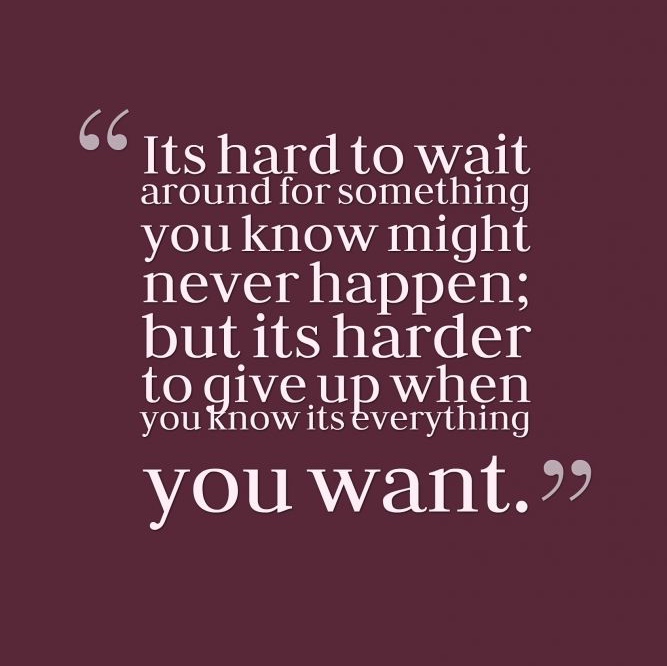 “Its hard to wait
around for something
you know might
never happen;
but its harder
to give up when
you know its everything
you want.”